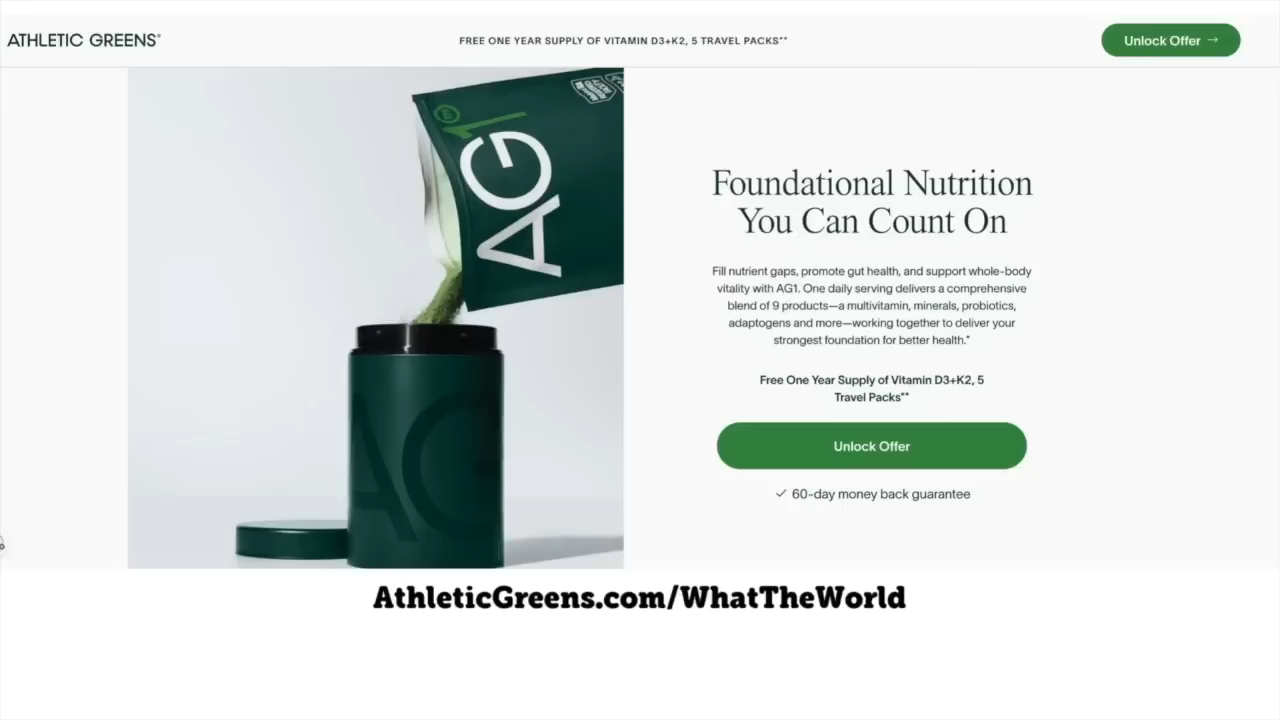 ATHLETIC GREENS®
FREE ONE YEAR SUPPLY OF VITAMIN D3+K2, 5 TRAVEL PACKS**
Unlock Offer →
AG1
Foundational Nutrition
You Can Count On
Fill nutrient gaps, promote gut health, and support whole-body
vitality with AG1. One daily serving delivers a comprehensive
blend of 9 products—a multivitamin, minerals, probiotics,
adaptogens and more—working together to deliver your
strongest foundation for better health.*
Free One Year Supply of Vitamin D3+K2, 5
Travel Packs**
Unlock Offer
✓ 60-day money back guarantee
AG
AthleticGreens.com/WhatTheWorld